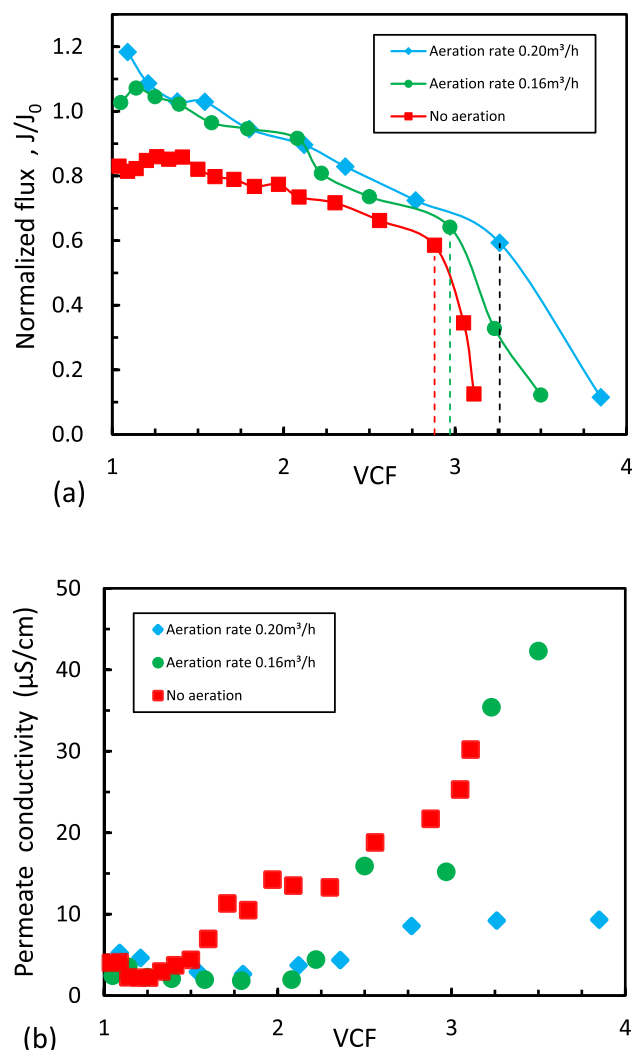 1.2
1.0
0.8
0.6
0.4
0.2
0.0
Normalized flux , J/J₀
Aeration rate 0.20m³/h
Aeration rate 0.16m³/h
No aeration
1 2 3 4
VCF
(a)
50
40
30
20
10
0
Permeate conductivity (µS/cm)
Aeration rate 0.20m³/h
Aeration rate 0.16m³/h
No aeration
1 2 3 4
VCF
(b)